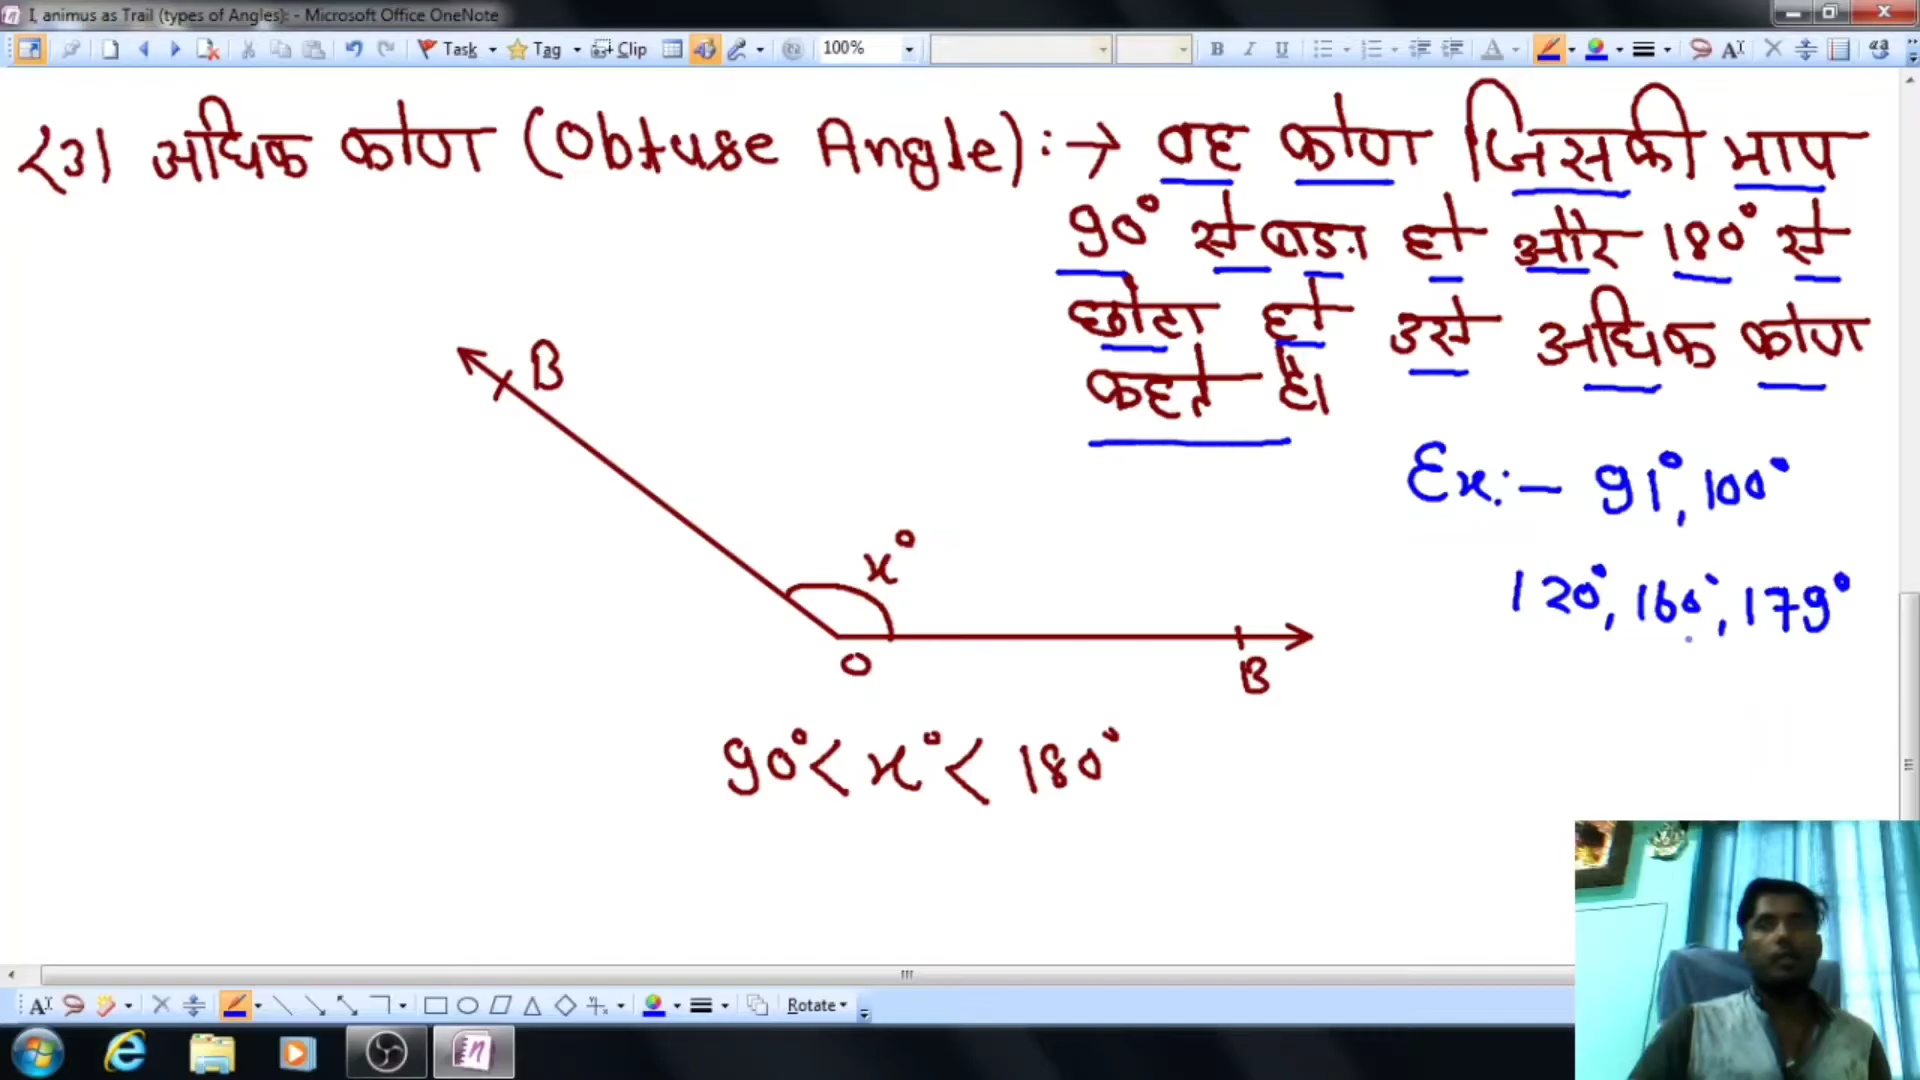 I, animus as Trail (types of Angles): - Microsoft Office OneNote
Task Tag Clip 100% B I U A
(3) अधिक कोण (Obtuse Angle) :→ वह कोण जिसकी माप
90° से बड़ा हो और 180° से
छोटा हो उसे अधिक कोण
कहते है।
Ex:- 91°, 100°
120°, 160°, 179°
B
x°
O
B
90° < x° < 180°
Rotate